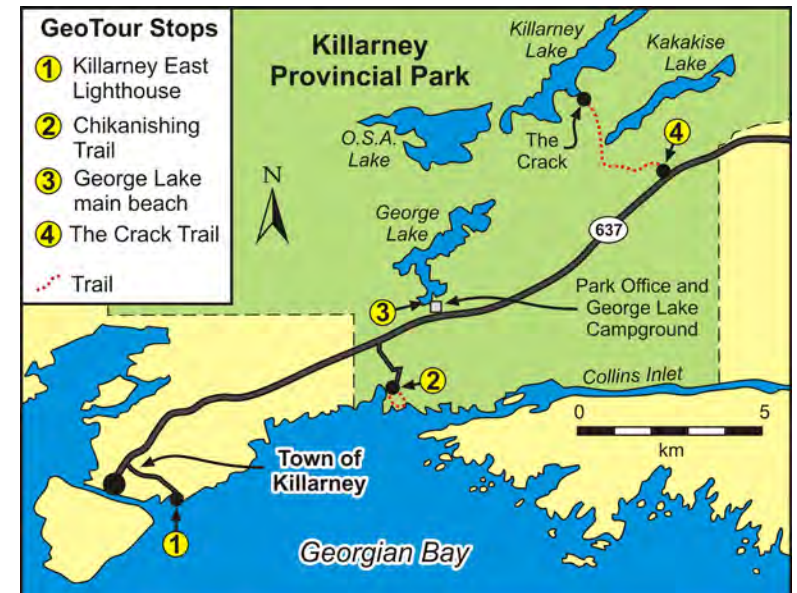 GeoTour Stops
1 Killarney East
Lighthouse
2 Chikanishing
Trail
3 George Lake
main beach
4 The Crack Trail
Trail
Killarney
Provincial Park
Killarney
Lake
Kakakise
Lake
O.S.A.
Lake
The
Crack
4
N
George
Lake
637
3
Park Office and
George Lake
Campground
2
Collins Inlet
0 5
km
Town of
Killarney
1
Georgian Bay